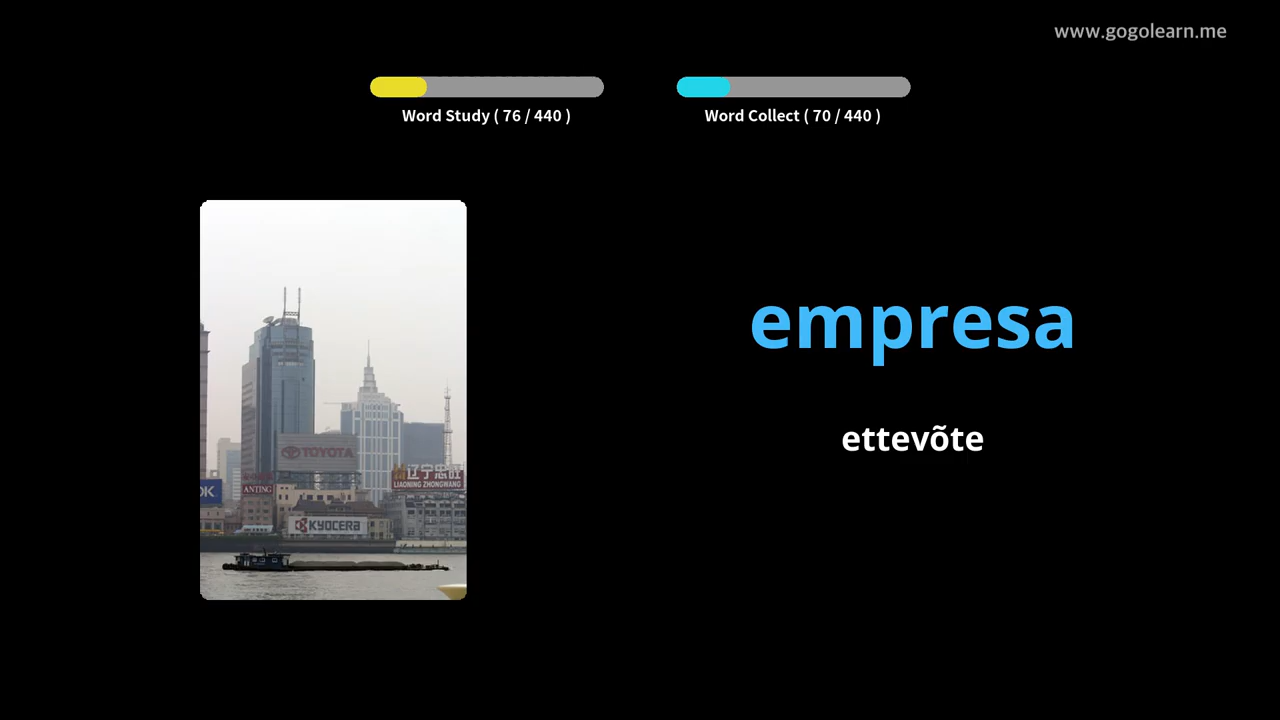 www.gogolearn.me
Word Study ( 76 / 440 )
Word Collect ( 70 / 440 )
empresa
ettevõte
TOYOTA
辽宁忠旺
LIAONING ZHONGWANG
OK
ANTING
KYOCERA